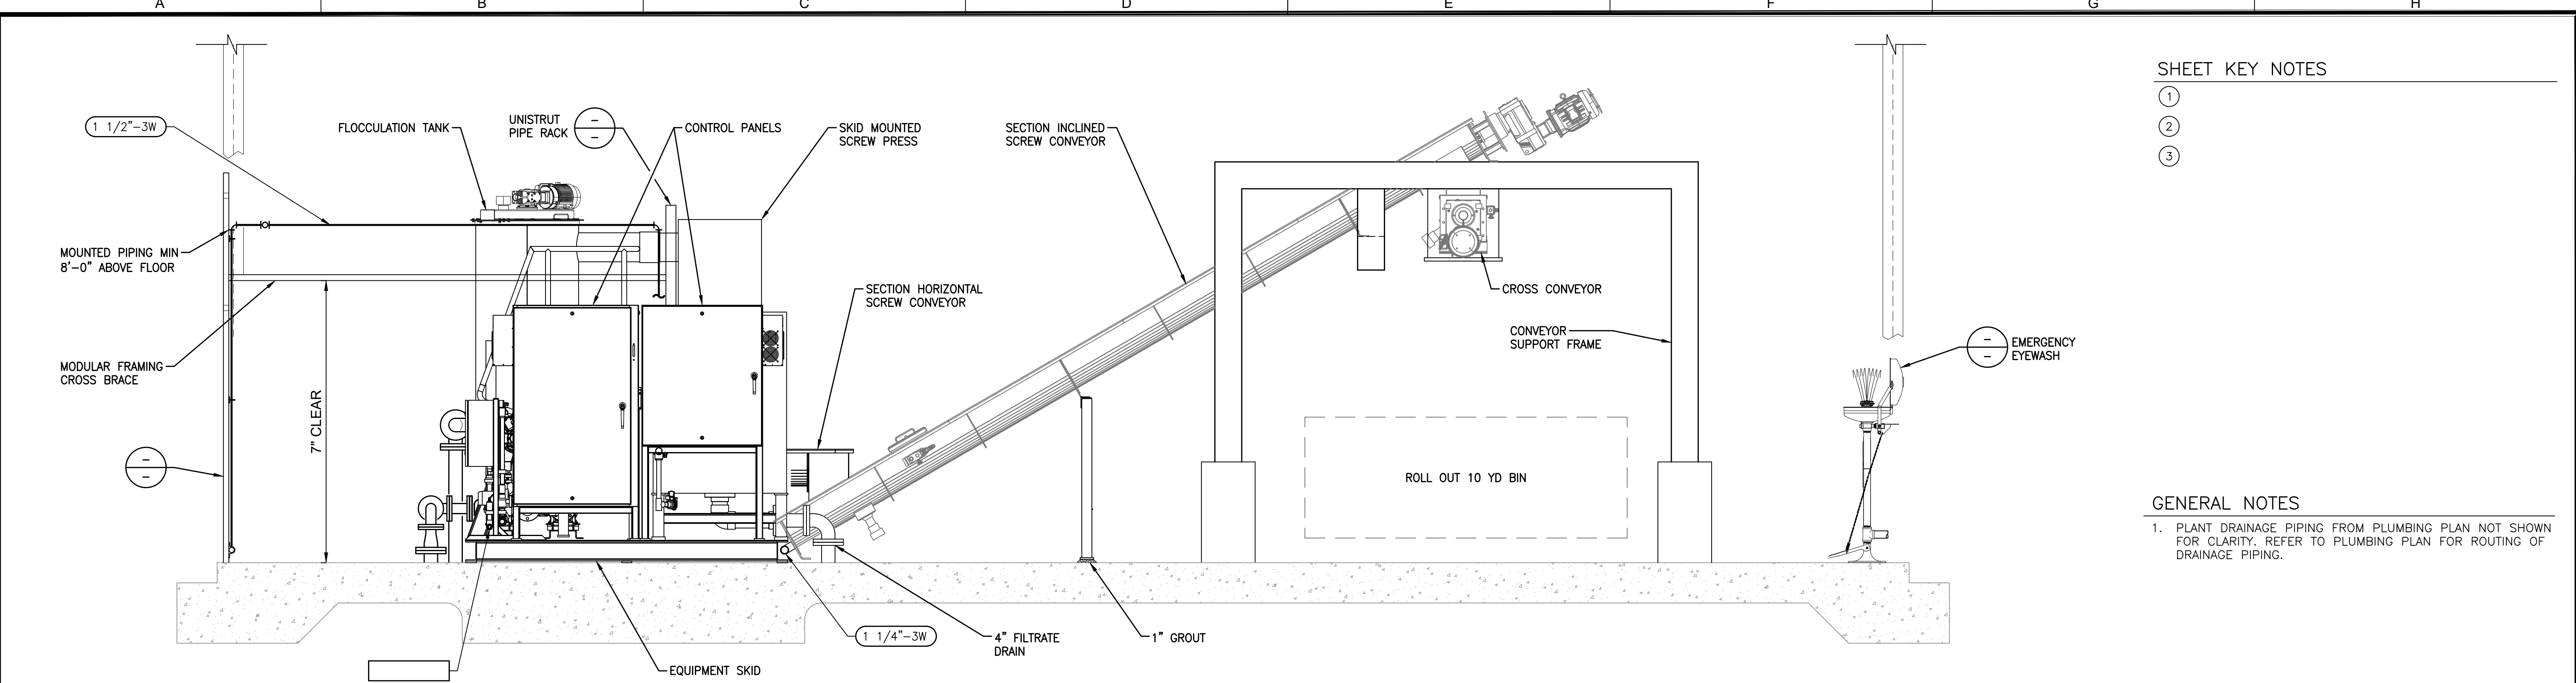 A B C D E F G H
SHEET KEY NOTES
1
2
3
1 1/2"-3W
FLOCCULATION TANK
UNISTRUT
PIPE RACK
-
-
CONTROL PANELS
SKID MOUNTED
SCREW PRESS
SECTION INCLINED
SCREW CONVEYOR
MOUNTED PIPING MIN
8'-0" ABOVE FLOOR
SECTION HORIZONTAL
SCREW CONVEYOR
CROSS CONVEYOR
CONVEYOR
SUPPORT FRAME
-
-
EMERGENCY
EYEWASH
MODULAR FRAMING
CROSS BRACE
7" CLEAR
-
-
ROLL OUT 10 YD BIN
GENERAL NOTES
1. PLANT DRAINAGE PIPING FROM PLUMBING PLAN NOT SHOWN
FOR CLARITY. REFER TO PLUMBING PLAN FOR ROUTING OF
DRAINAGE PIPING.
1 1/4"-3W
4" FILTRATE
DRAIN
1" GROUT
EQUIPMENT SKID